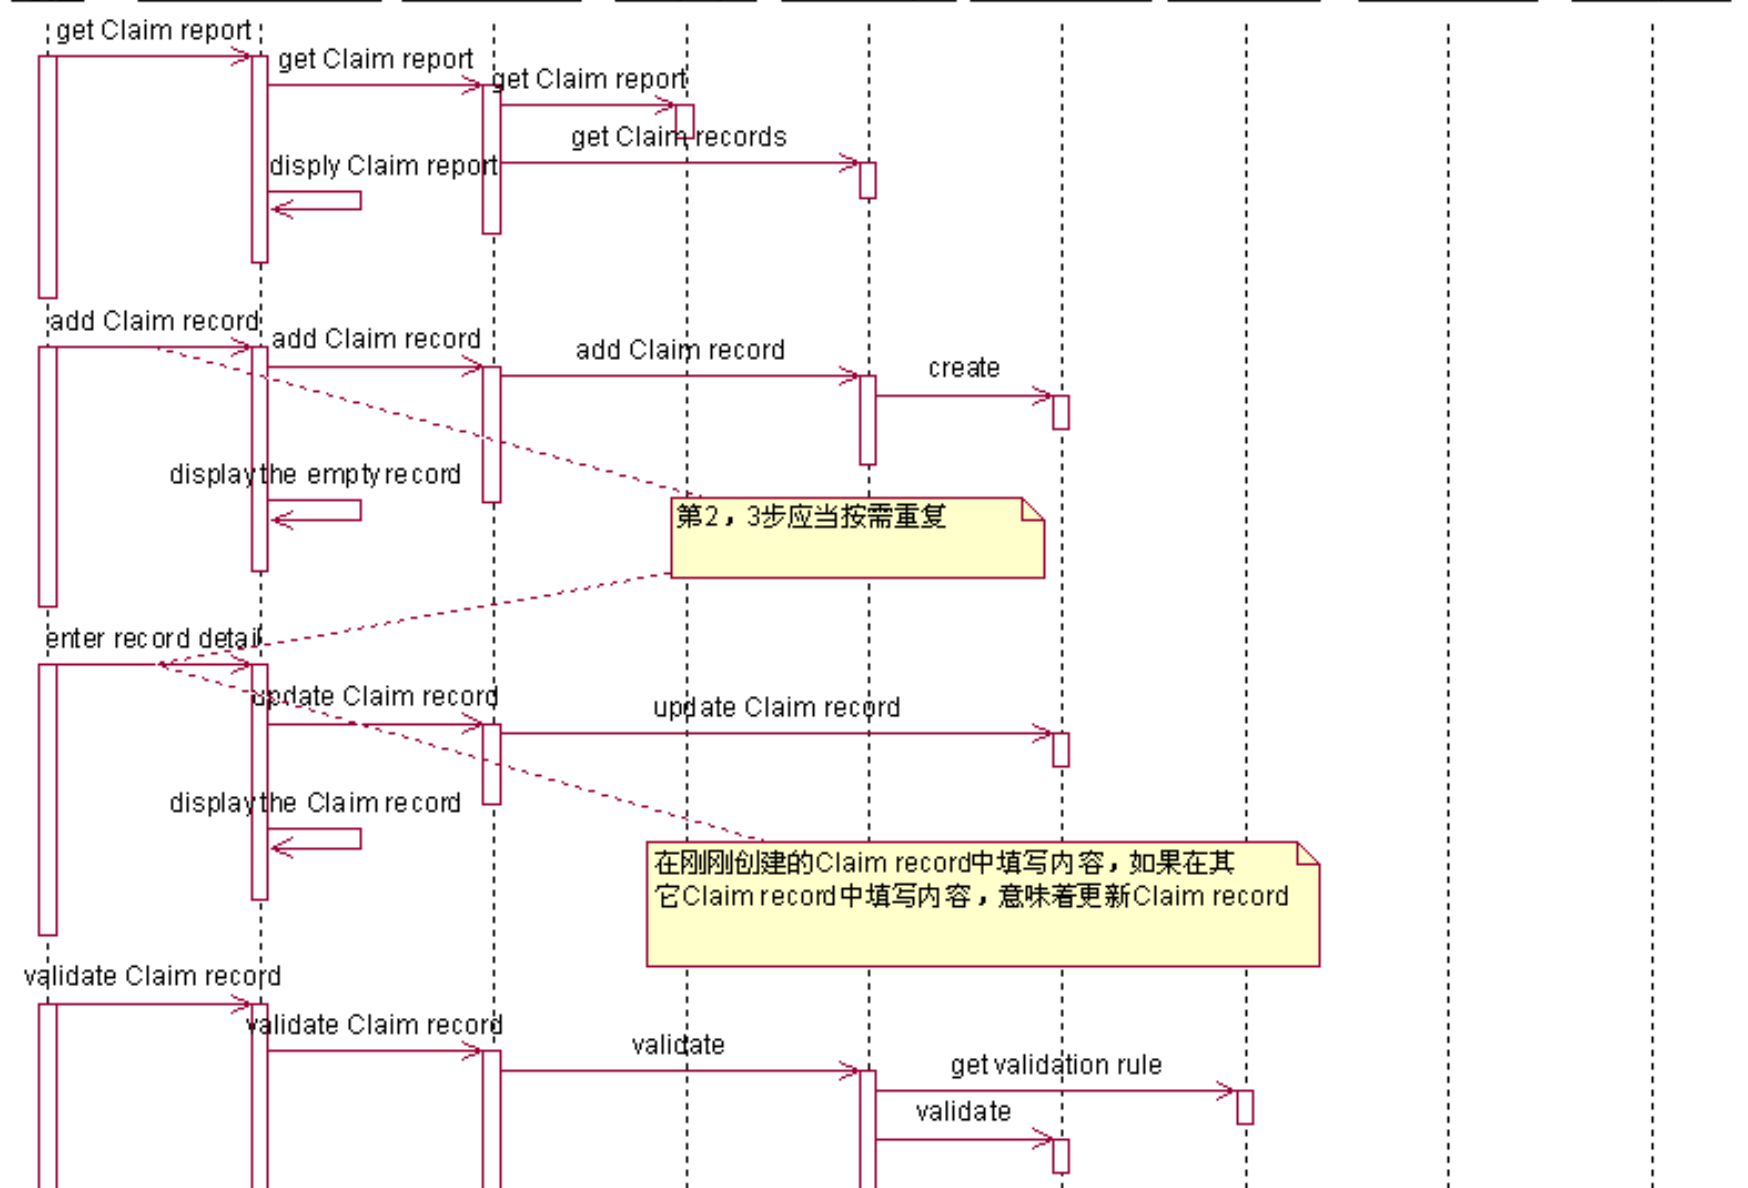 get Claim report
get Claim report
get Claim report
get Claim records
disply Claim report
add Claim record
add Claim record
add Claim record
create
display the empty record
第2，3步应当按需重复
enter record detail
update Claim record
update Claim record
display the Claim record
在刚刚创建的Claim record中填写内容，如果在其
它Claim record中填写内容，意味着更新Claim record
validate Claim record
validate Claim record
validate
get validation rule
validate